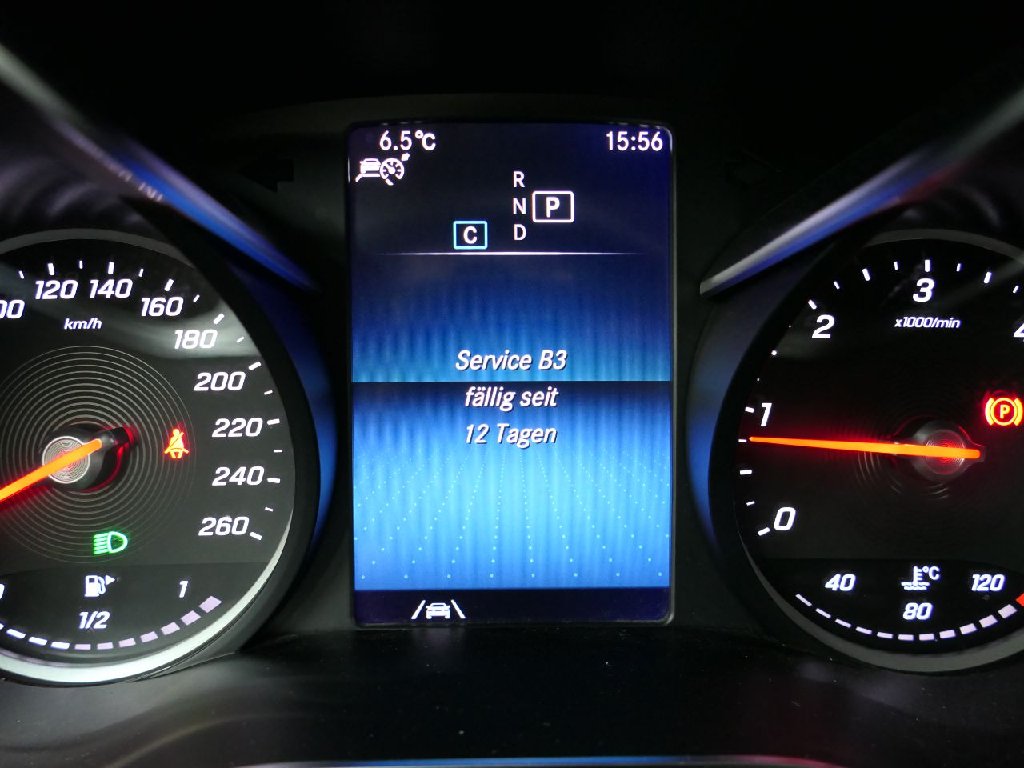 6.5°C 15:56
R
N P
C D
120 140
160
km/h
180
200
220
240
260
1/2 1
Service B3
fällig seit
12 Tagen
3
2
x1000/min
1
P
0
40 °C 120
80